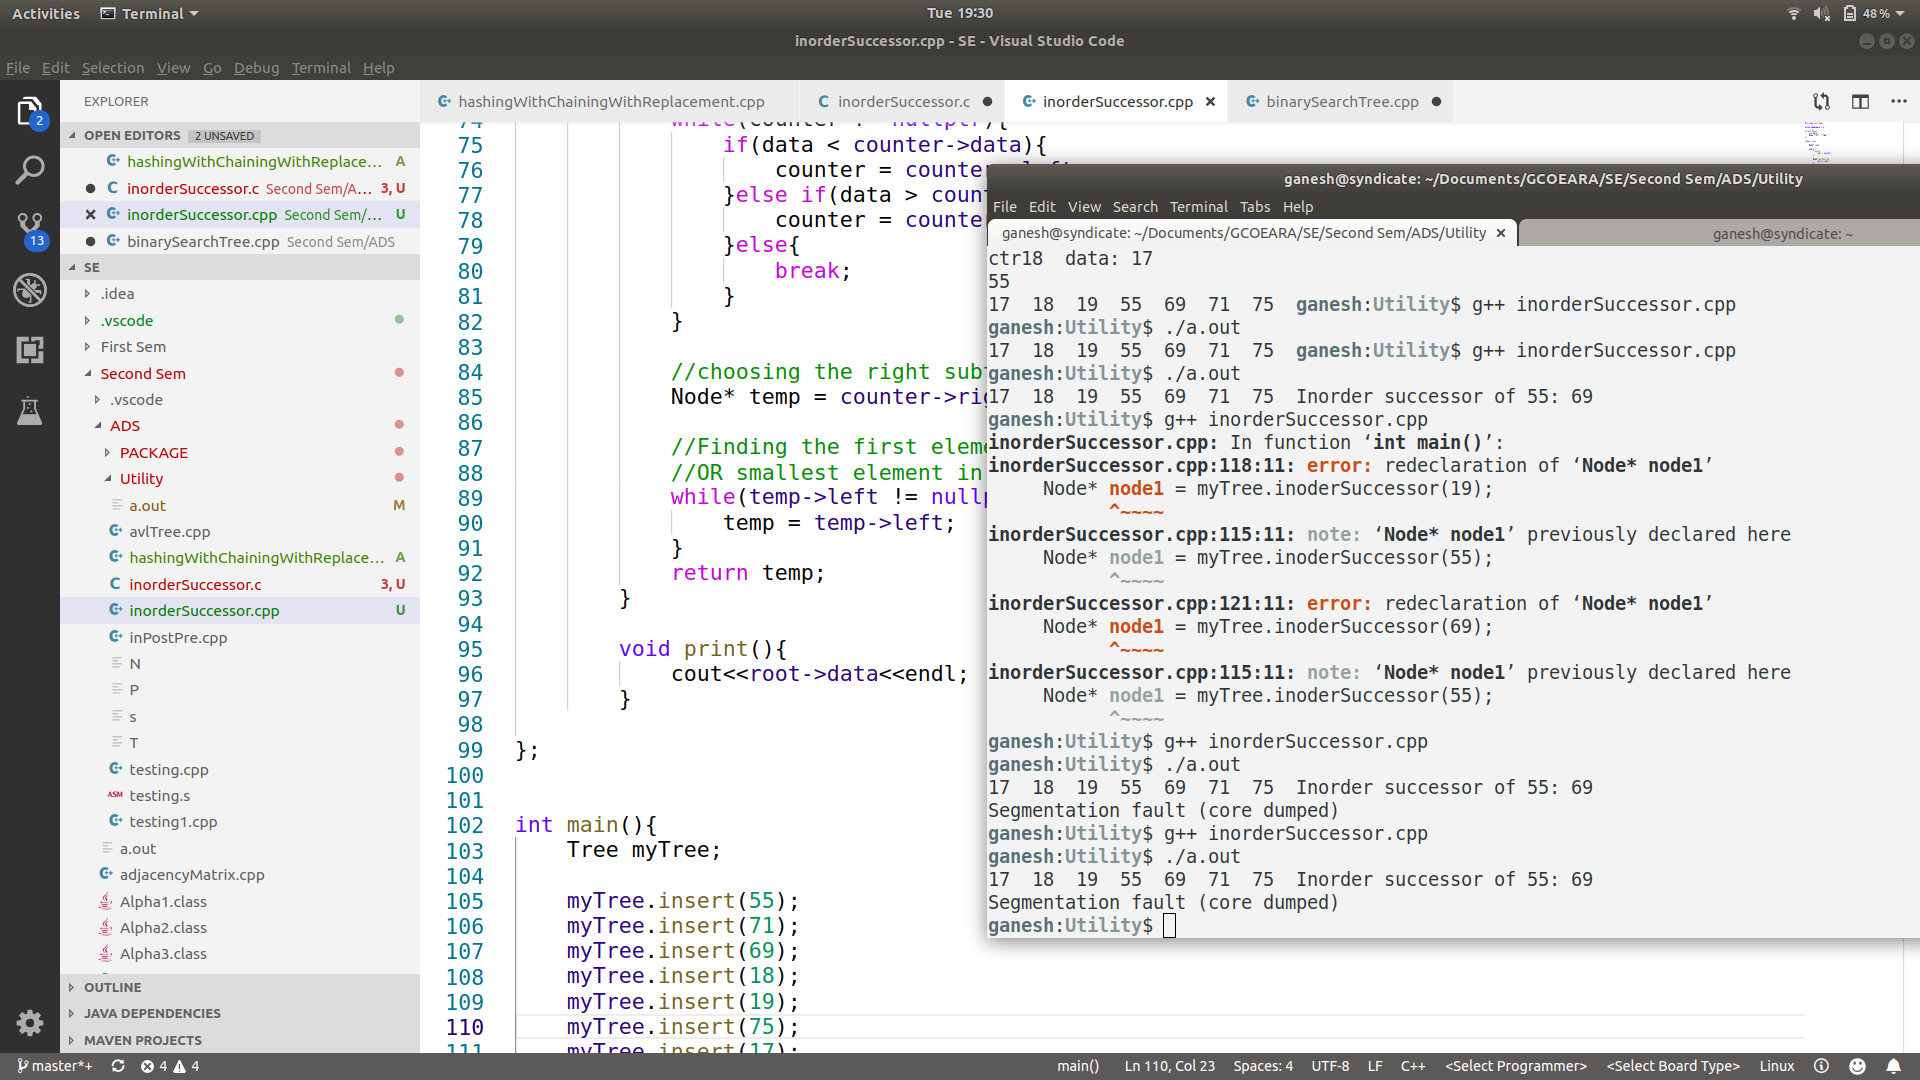 Activities Terminal Tue 19:30 48 %
inorderSuccessor.cpp - SE - Visual Studio Code
File Edit Selection View Go Debug Terminal Help
EXPLORER
OPEN EDITORS 2 UNSAVED
hashingWithChainingWithReplace... A
inorderSuccessor.c Second Sem/A... 3, U
inorderSuccessor.cpp Second Sem/... U
binarySearchTree.cpp Second Sem/ADS
SE
.idea
.vscode
First Sem
Second Sem
.vscode
ADS
PACKAGE
Utility
a.out M
avlTree.cpp
hashingWithChainingWithReplace... A
inorderSuccessor.c 3, U
inorderSuccessor.cpp U
inPostPre.cpp
N
P
s
T
testing.cpp
ASM testing.s
testing1.cpp
a.out
adjacencyMatrix.cpp
Alpha1.class
Alpha2.class
Alpha3.class
OUTLINE
JAVA DEPENDENCIES
MAVEN PROJECTS
2
13
hashingWithChainingWithReplacement.cpp inorderSuccessor.c inorderSuccessor.cpp binarySearchTree.cpp
75 if(data < counter->data){
76 counter =
77 }else if(data >
78 counter =
79 }else{
80 break;
81 }
82 }
83
84 //choosing the right
85 Node* temp =
86
87 //Finding the first
88 //OR smallest element in
89 while(temp->left !=
90 temp = temp->left;
91 }
92 return temp;
93 }
94
95 void print(){
96 cout<<root->data<<endl;
97 }
98
99 };
100
101
102 int main(){
103 Tree myTree;
104
105 myTree.insert(55);
106 myTree.insert(71);
107 myTree.insert(69);
108 myTree.insert(18);
109 myTree.insert(19);
110 myTree.insert(75);
111 myTree.insert(17);
ganesh@syndicate: ~/Documents/GCOEARA/SE/Second Sem/ADS/Utility
File Edit View Search Terminal Tabs Help
ganesh@syndicate: ~/Documents/GCOEARA/SE/Second Sem/ADS/Utility ganesh@syndicate: ~
ctr18 data: 17
55
17 18 19 55 69 71 75 ganesh:Utility$ g++ inorderSuccessor.cpp
ganesh:Utility$ ./a.out
17 18 19 55 69 71 75 ganesh:Utility$ g++ inorderSuccessor.cpp
ganesh:Utility$ ./a.out
17 18 19 55 69 71 75 Inorder successor of 55: 69
ganesh:Utility$ g++ inorderSuccessor.cpp
inorderSuccessor.cpp: In function ‘int main()’:
inorderSuccessor.cpp:118:11: error: redeclaration of ‘Node* node1’
Node* node1 = myTree.inoderSuccessor(19);
^~~~~
inorderSuccessor.cpp:115:11: note: ‘Node* node1’ previously declared here
Node* node1 = myTree.inoderSuccessor(55);
^~~~~
inorderSuccessor.cpp:121:11: error: redeclaration of ‘Node* node1’
Node* node1 = myTree.inoderSuccessor(69);
^~~~~
inorderSuccessor.cpp:115:11: note: ‘Node* node1’ previously declared here
Node* node1 = myTree.inoderSuccessor(55);
^~~~~
ganesh:Utility$ g++ inorderSuccessor.cpp
ganesh:Utility$ ./a.out
17 18 19 55 69 71 75 Inorder successor of 55: 69
Segmentation fault (core dumped)
ganesh:Utility$ g++ inorderSuccessor.cpp
ganesh:Utility$ ./a.out
17 18 19 55 69 71 75 Inorder successor of 55: 69
Segmentation fault (core dumped)
ganesh:Utility$
master*+ 4 4 main() Ln 110, Col 23 Spaces: 4 UTF-8 LF C++ <Select Programmer> <Select Board Type> Linux